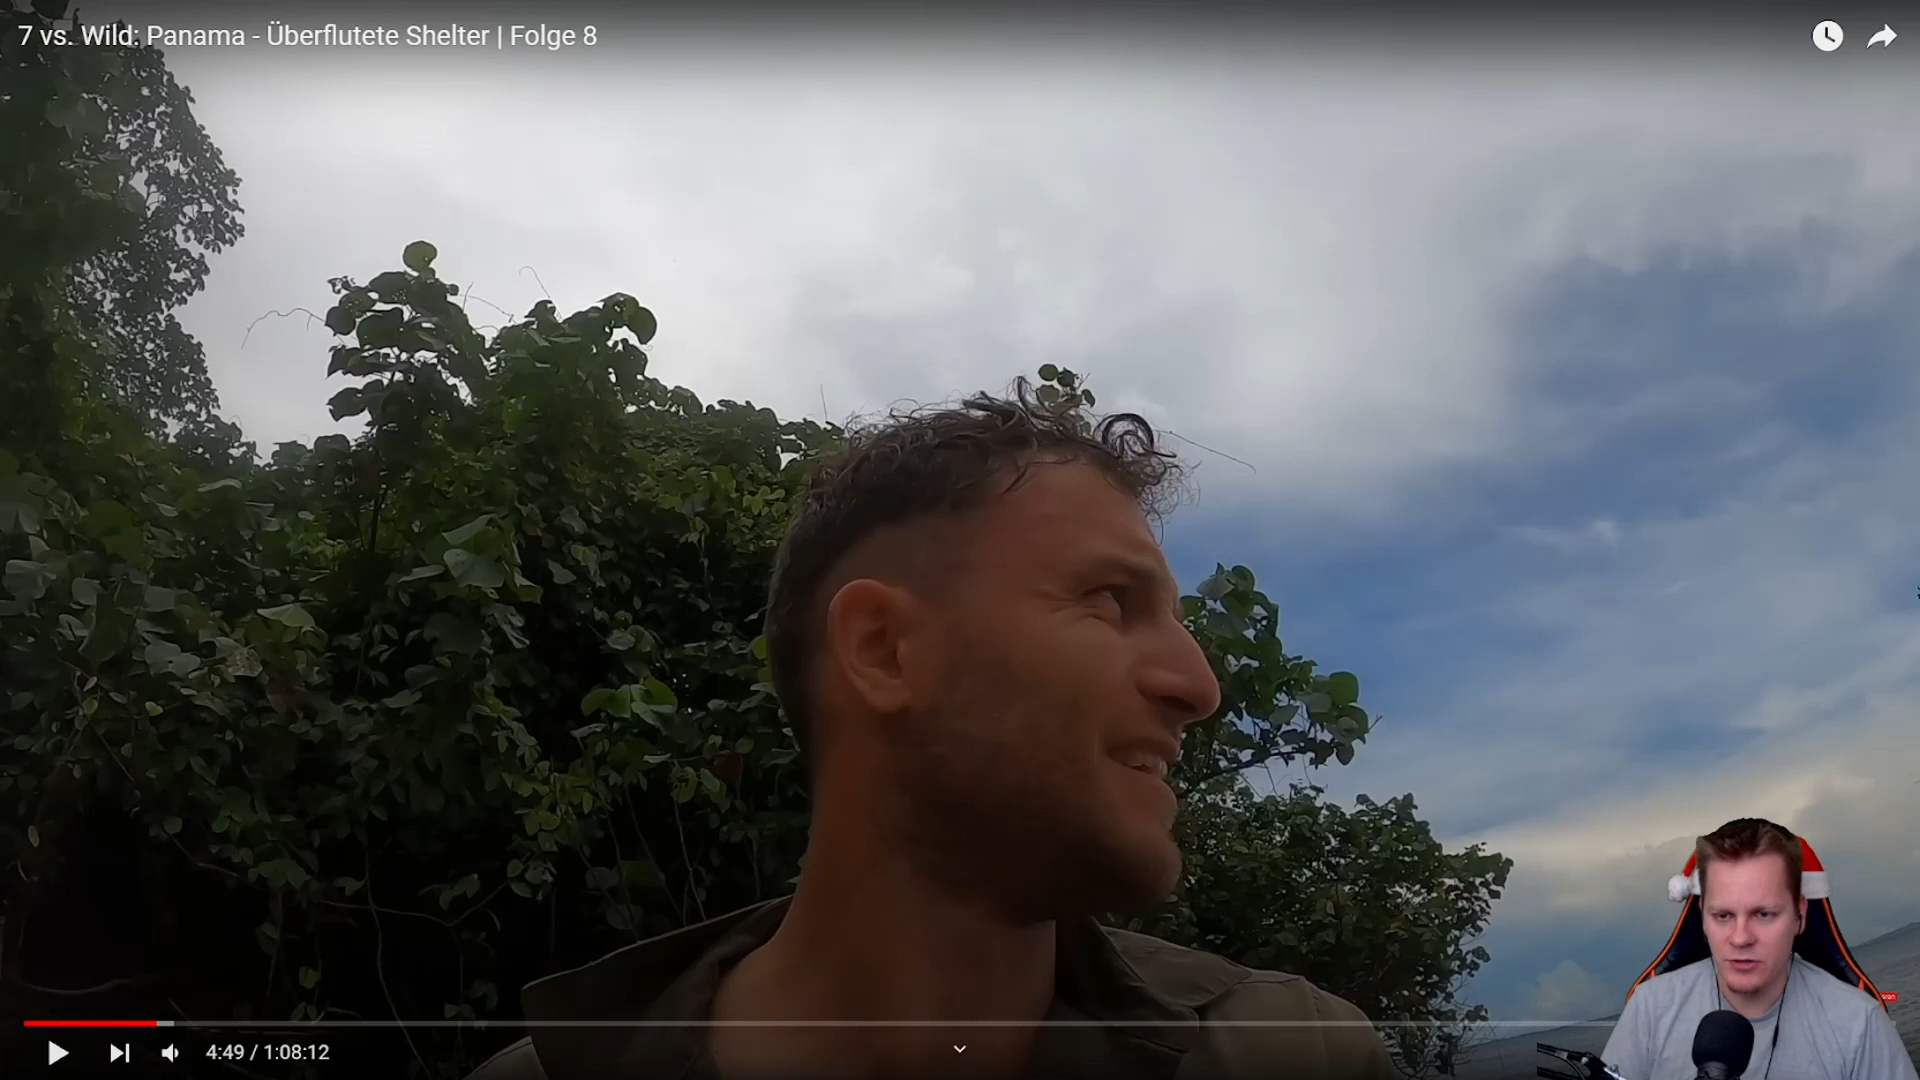 7 vs. Wild: Panama - Überflutete Shelter | Folge 8
4:49 / 1:08:12